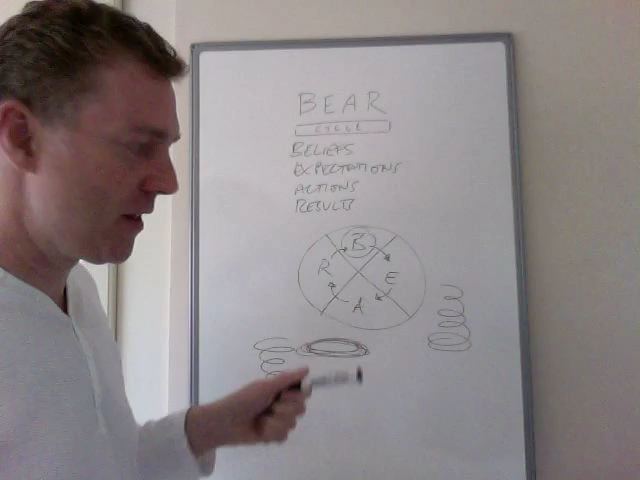 BEAR
CYCLE
BELIEFS
EXPECTATIONS
ACTIONS
RESULTS
B
R
E
A